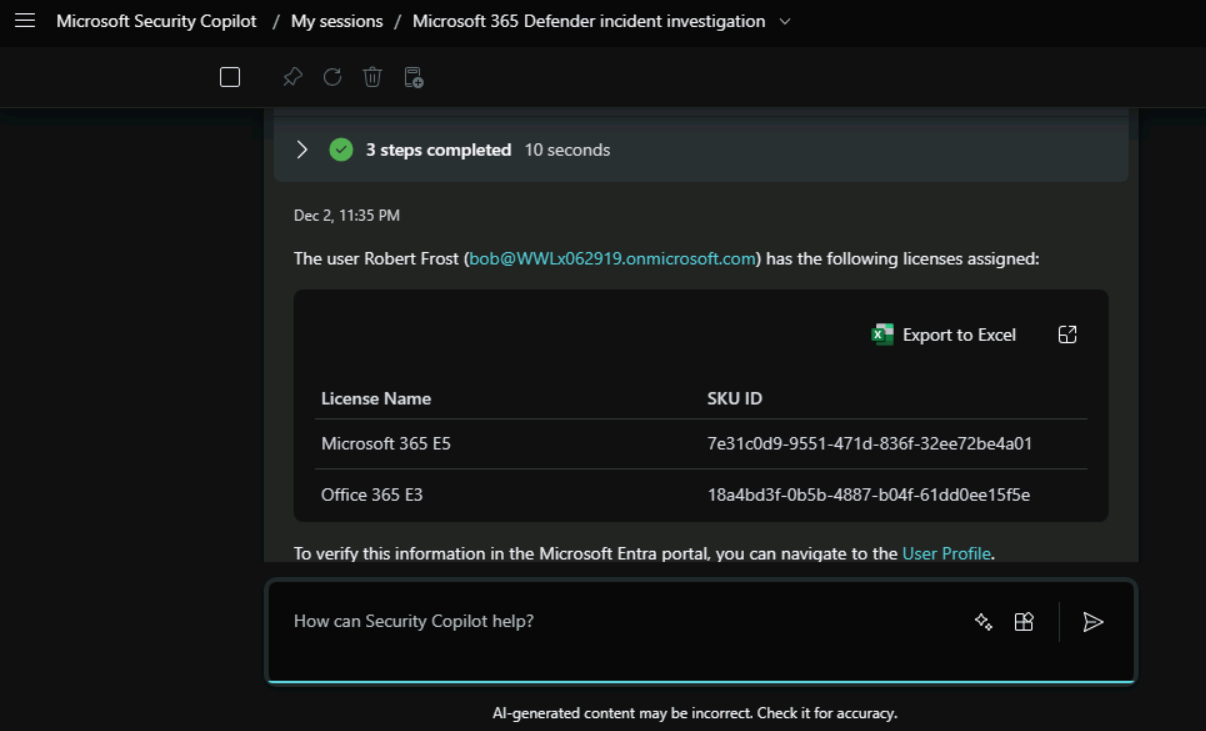 Microsoft Security Copilot / My sessions / Microsoft 365 Defender incident investigation
3 steps completed 10 seconds
Dec 2, 11:35 PM
The user Robert Frost (bob@WWLx062919.onmicrosoft.com) has the following licenses assigned:
Export to Excel
License Name SKU ID
Microsoft 365 E5 7e31c0d9-9551-471d-836f-32ee72be4a01
Office 365 E3 18a4bd3f-0b5b-4887-b04f-61dd0ee15f5e
To verify this information in the Microsoft Entra portal, you can navigate to the User Profile.
How can Security Copilot help?
AI-generated content may be incorrect. Check it for accuracy.